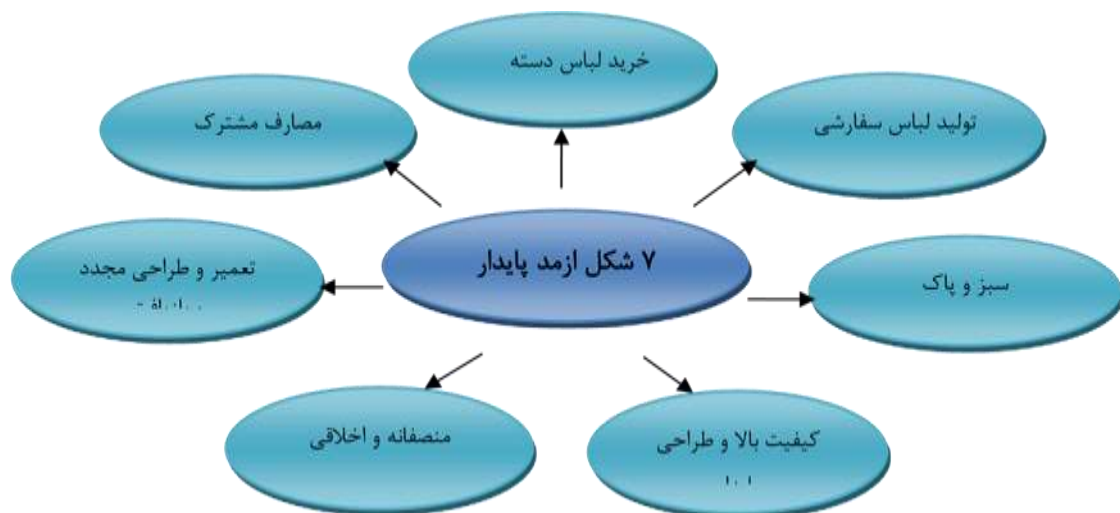 خرید لباس دسته
مصارف مشترک
تولید لباس سفارشی
۷ شکل ازمد پایدار
تعمیر و طراحی مجدد
سبز و پاک
منصفانه و اخلاقی
کیفیت بالا و طراحی